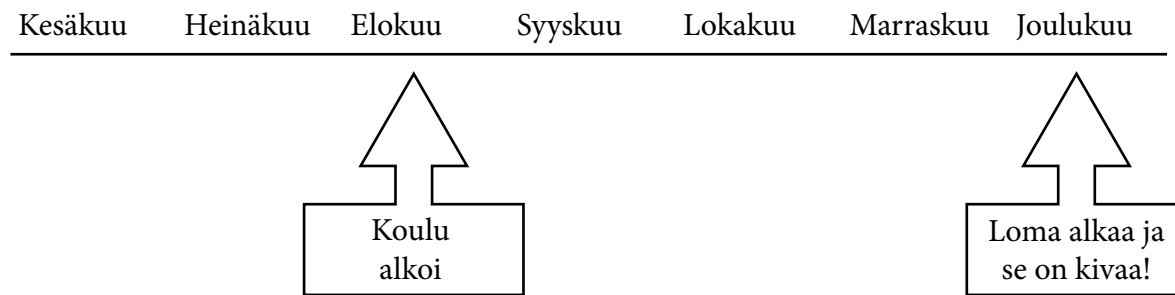 Kesäkuu Heinäkuu Elokuu Syyskuu Lokakuu Marraskuu Joulukuu
Koulu
alkoi
Loma alkaa ja
se on kivaa!